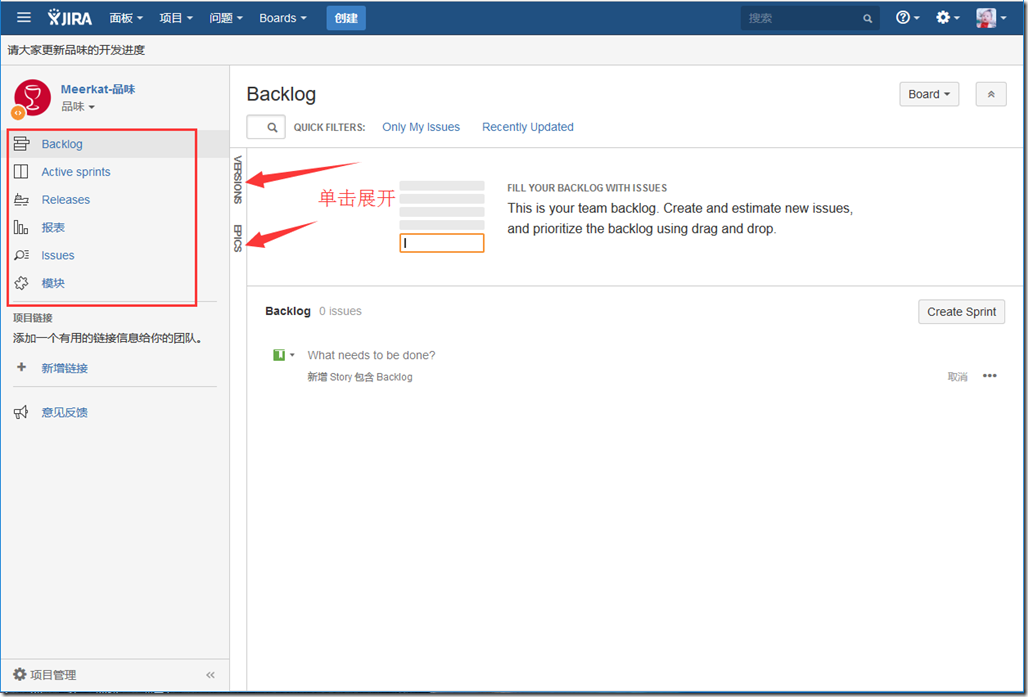 JIRA 面板 项目 问题 Boards 创建 搜索
请大家更新品味的开发进度
Meerkat-品味
品味
Backlog
Active sprints
Releases
报表
Issues
模块
项目链接
添加一个有用的链接信息给你的团队。
新增链接
意见反馈
项目管理
Backlog
Board
QUICK FILTERS: Only My Issues Recently Updated
VERSIONS
EPICS
单击展开
FILL YOUR BACKLOG WITH ISSUES
This is your team backlog. Create and estimate new issues,
and prioritize the backlog using drag and drop.
Backlog 0 issues
Create Sprint
What needs to be done?
新增 Story 包含 Backlog
取消